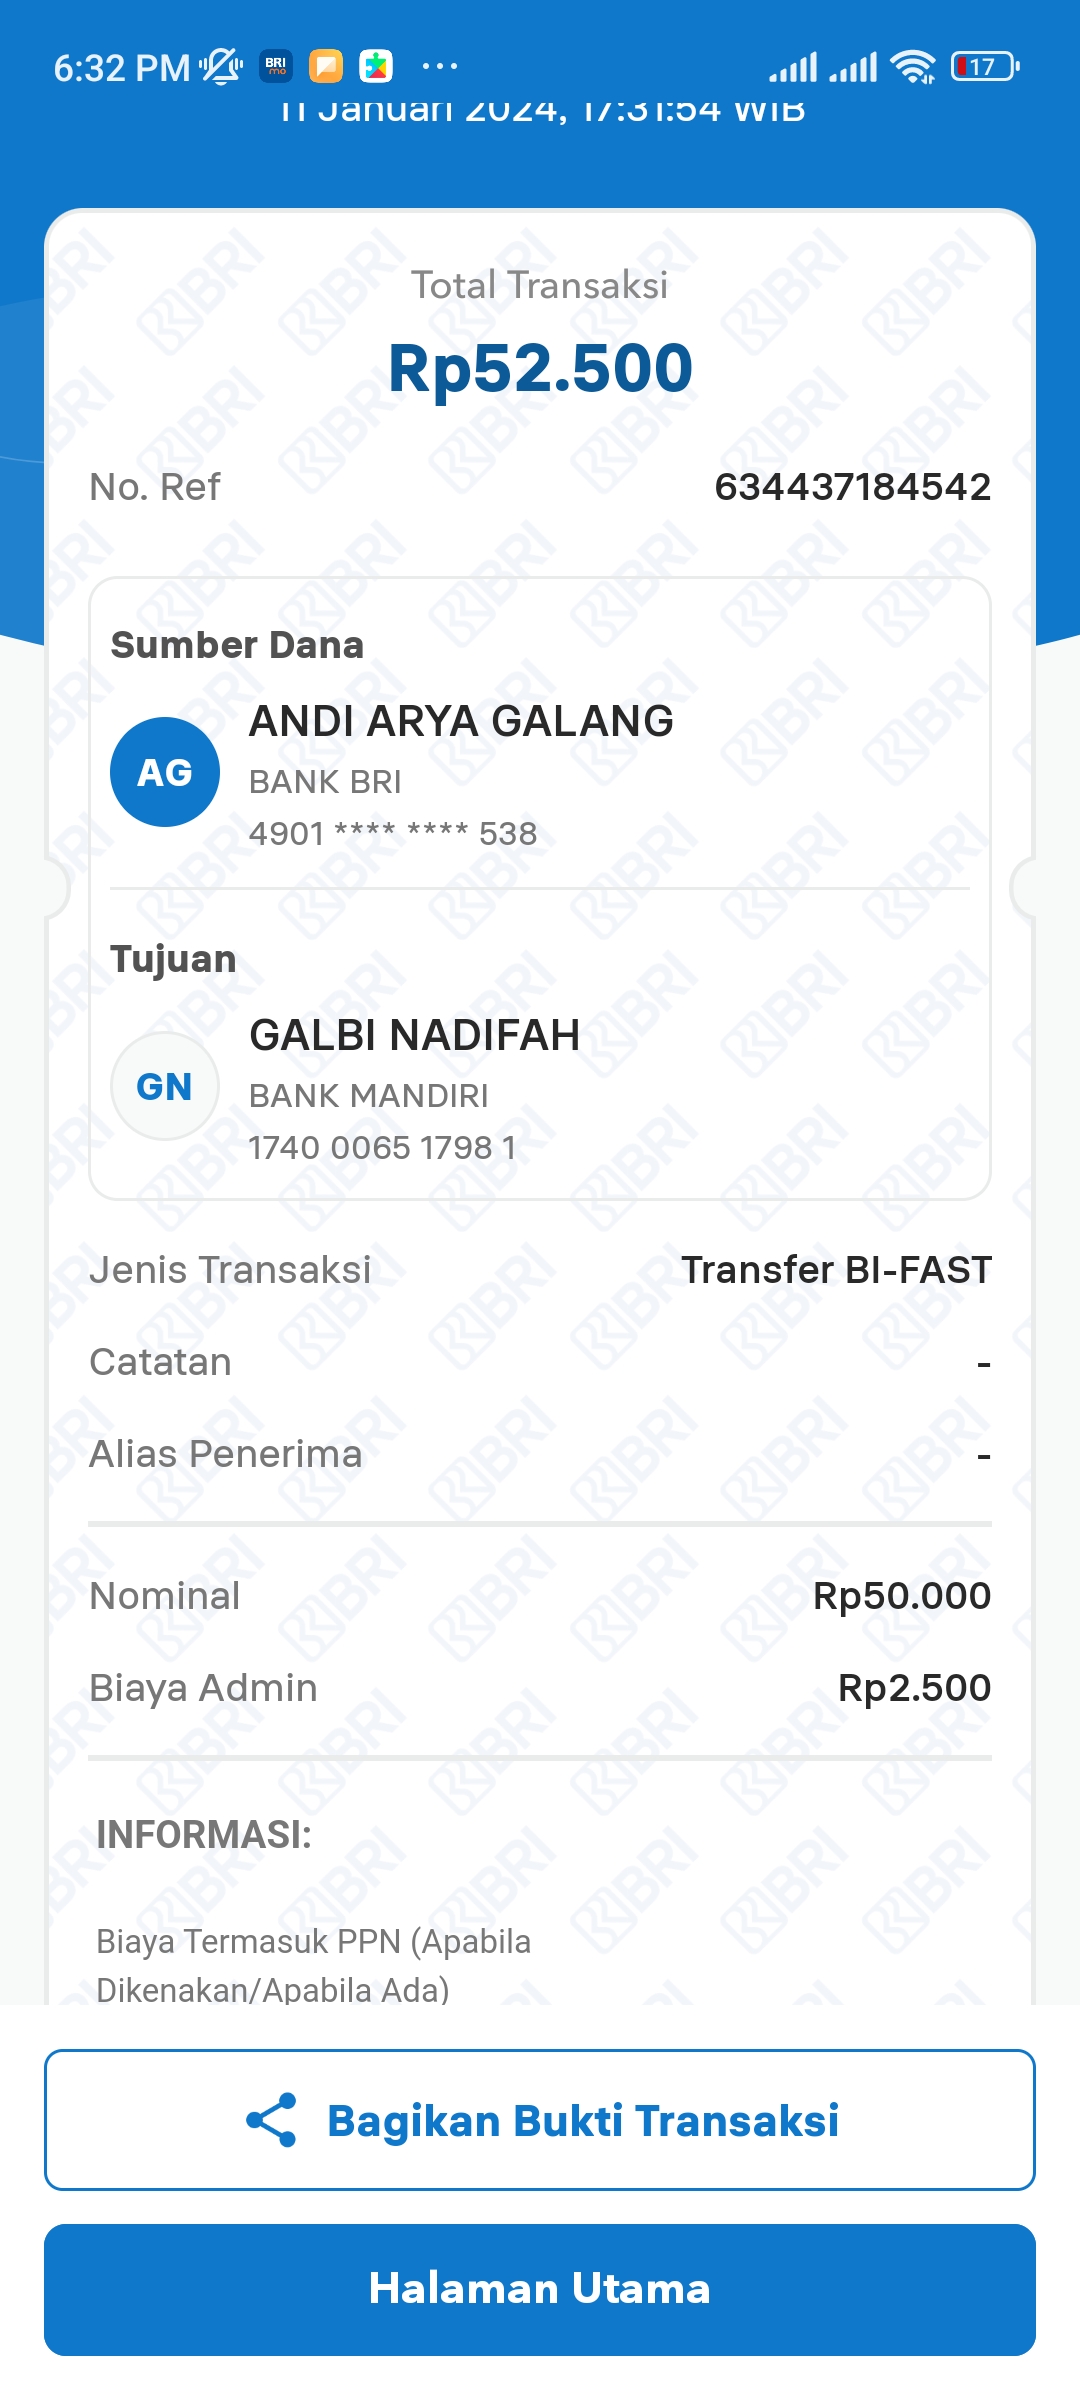 6:32 PM
BRI
mo
17
11 Januari 2024, 17:31:54 WIB
Total Transaksi
Rp52.500
No. Ref 634437184542
Sumber Dana
AG
ANDI ARYA GALANG
BANK BRI
4901 **** **** 538
Tujuan
GN
GALBI NADIFAH
BANK MANDIRI
1740 0065 1798 1
Jenis Transaksi Transfer BI-FAST
Catatan -
Alias Penerima -
Nominal Rp50.000
Biaya Admin Rp2.500
INFORMASI:
Biaya Termasuk PPN (Apabila
Dikenakan/Apabila Ada)
Bagikan Bukti Transaksi
Halaman Utama